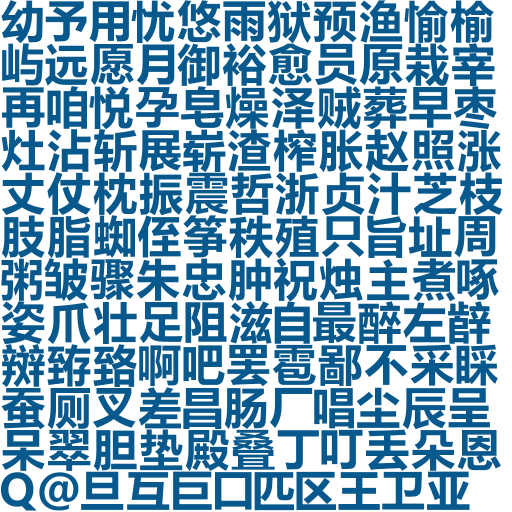 幼予用忧悠雨狱预渔愉榆
屿远愿月御裕愈员原栽宰
再咱悦孕皂燥泽贼葬早枣
灶沾斩展崭渣榨胀赵照涨
丈仗枕振震哲浙贞汁芝枝
肢脂蜘侄筝秩殖只旨址周
粥皱骤朱忠肿祝烛主煮啄
姿爪壮足阻滋自最醉左辥
辬臶臵啊吧罢雹鄙不采睬
蚕厕叉差昌肠厂唱尘辰呈
呆翠胆垫殿叠丁叮丢朵恩
Q@旦互巨口匹区王卫亚